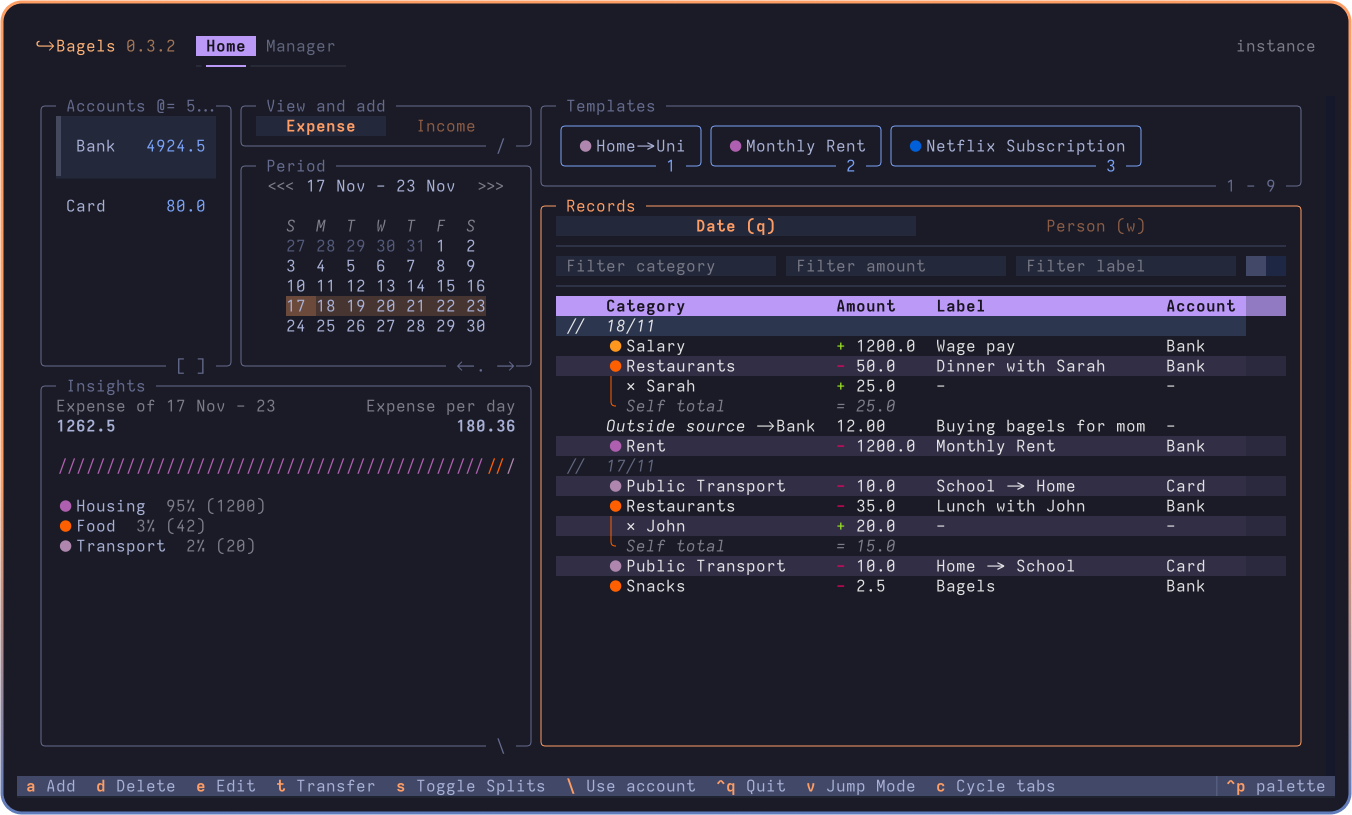 ↪Bagels 0.3.2 Home Manager instance
Accounts @= 5...
Bank 4924.5
Card 80.0
[ ]
View and add
Expense Income
/
Period
<<< 17 Nov - 23 Nov >>>
S M T W T F S
27 28 29 30 31 1 2
3 4 5 6 7 8 9
10 11 12 13 14 15 16
17 18 19 20 21 22 23
24 25 26 27 28 29 30
←. →
Insights
Expense of 17 Nov - 23 Expense per day
1262.5 180.36
Housing 95% (1200)
Food 3% (42)
Transport 2% (20)
\
Templates
Home→Uni Monthly Rent Netflix Subscription
1 2 3
1 - 9
Records
Date (q) Person (w)
Filter category Filter amount Filter label
Category Amount Label Account
// 18/11
Salary + 1200.0 Wage pay Bank
Restaurants - 50.0 Dinner with Sarah Bank
× Sarah + 25.0 - -
Self total = 25.0
Outside source →Bank 12.00 Buying bagels for mom -
Rent - 1200.0 Monthly Rent Bank
// 17/11
Public Transport - 10.0 School → Home Card
Restaurants - 35.0 Lunch with John Bank
× John + 20.0 - -
Self total = 15.0
Public Transport - 10.0 Home → School Card
Snacks - 2.5 Bagels Bank
a Add d Delete e Edit t Transfer s Toggle Splits \ Use account ^q Quit v Jump Mode c Cycle tabs ^p palette